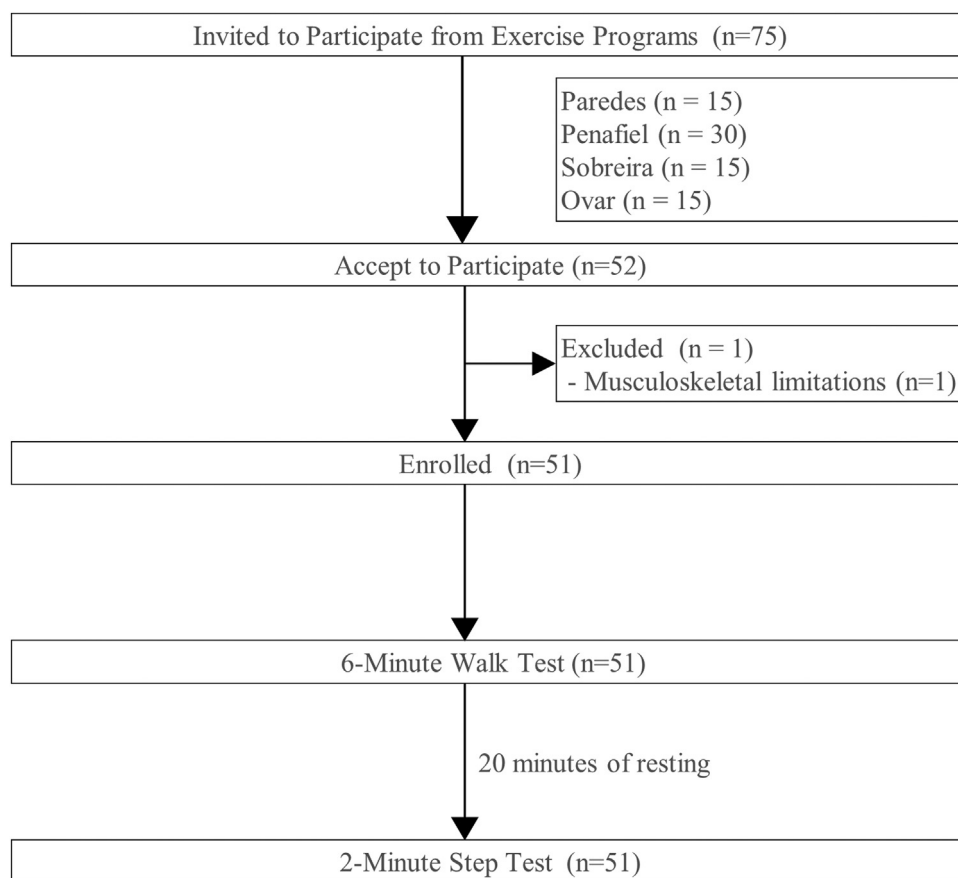 Invited to Participate from Exercise Programs (n=75)
Paredes (n = 15)
Penafiel (n = 30)
Sobreira (n = 15)
Ovar (n = 15)
Accept to Participate (n=52)
Excluded (n = 1)
- Musculoskeletal limitations (n=1)
Enrolled (n=51)
6-Minute Walk Test (n=51)
20 minutes of resting
2-Minute Step Test (n=51)